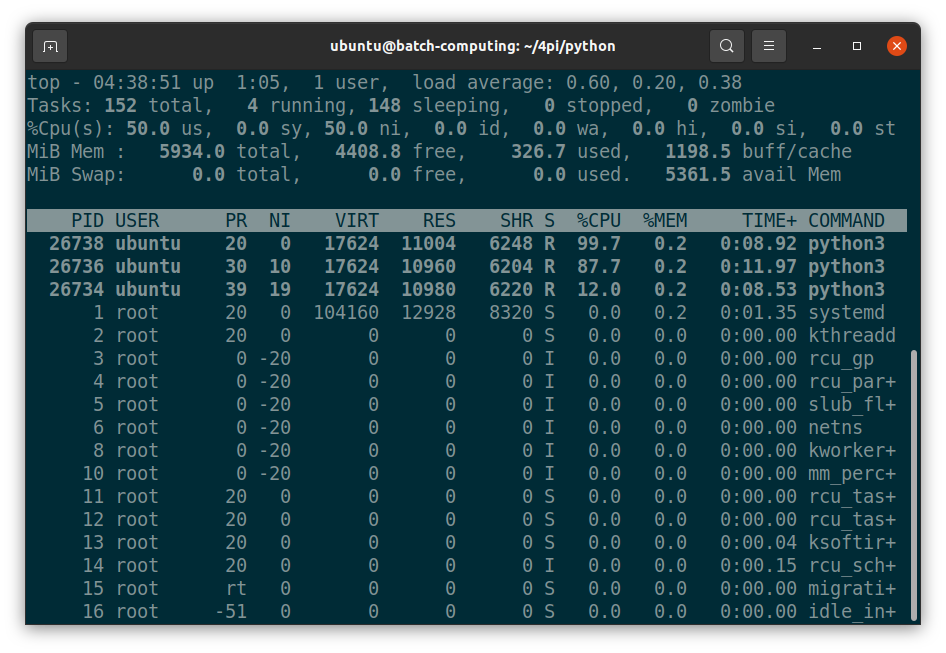 ubuntu@batch-computing: ~/4pi/python
top - 04:38:51 up  1:05,  1 user,  load average: 0.60, 0.20, 0.38
Tasks: 152 total,   4 running, 148 sleeping,   0 stopped,   0 zombie
%Cpu(s): 50.0 us,  0.0 sy, 50.0 ni,  0.0 id,  0.0 wa,  0.0 hi,  0.0 si,  0.0 st
MiB Mem :   5934.0 total,   4408.8 free,    326.7 used,   1198.5 buff/cache
MiB Swap:      0.0 total,      0.0 free,      0.0 used.   5361.5 avail Mem
    PID USER      PR  NI    VIRT    RES    SHR S  %CPU  %MEM     TIME+ COMMAND
  26738 ubuntu    20   0   17624  11004   6248 R  99.7   0.2   0:08.92 python3
  26736 ubuntu    30  10   17624  10960   6204 R  87.7   0.2   0:11.97 python3
  26734 ubuntu    39  19   17624  10980   6220 R  12.0   0.2   0:08.53 python3
      1 root      20   0  104160  12928   8320 S   0.0   0.2   0:01.35 systemd
      2 root      20   0       0      0      0 S   0.0   0.0   0:00.00 kthreadd
      3 root       0 -20       0      0      0 I   0.0   0.0   0:00.00 rcu_gp
      4 root       0 -20       0      0      0 I   0.0   0.0   0:00.00 rcu_par+
      5 root       0 -20       0      0      0 I   0.0   0.0   0:00.00 slub_fl+
      6 root       0 -20       0      0      0 I   0.0   0.0   0:00.00 netns
      8 root       0 -20       0      0      0 I   0.0   0.0   0:00.00 kworker+
     10 root       0 -20       0      0      0 I   0.0   0.0   0:00.00 mm_perc+
     11 root      20   0       0      0      0 S   0.0   0.0   0:00.00 rcu_tas+
     12 root      20   0       0      0      0 S   0.0   0.0   0:00.00 rcu_tas+
     13 root      20   0       0      0      0 S   0.0   0.0   0:00.04 ksoftir+
     14 root      20   0       0      0      0 I   0.0   0.0   0:00.15 rcu_sch+
     15 root      rt   0       0      0      0 S   0.0   0.0   0:00.00 migrati+
     16 root     -51   0       0      0      0 S   0.0   0.0   0:00.00 idle_in+